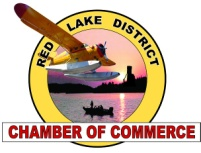 RED LAKE DISTRICT
CHAMBER OF COMMERCE